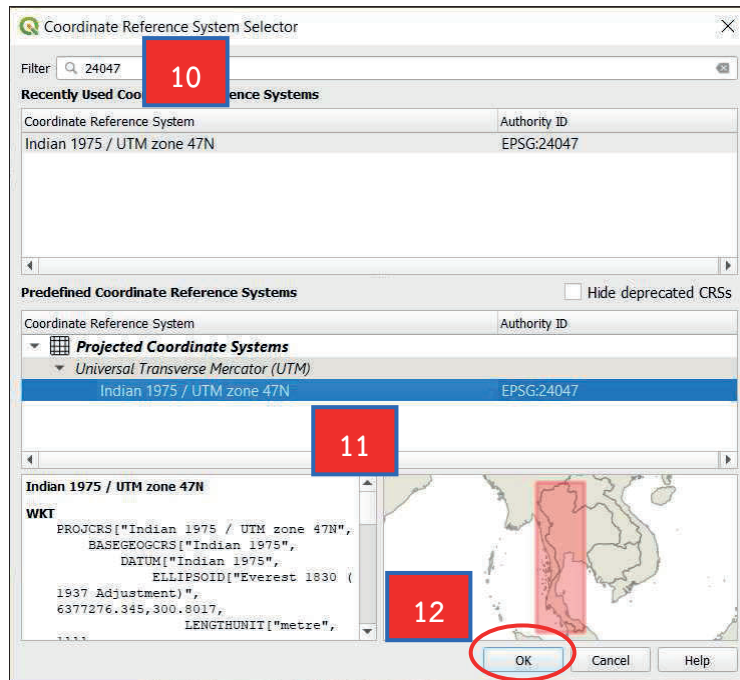 Coordinate Reference System Selector
Filter 24047
10
Recently Used Coo ence Systems
Coordinate Reference System Authority ID
Indian 1975 / UTM zone 47N EPSG:24047
Predefined Coordinate Reference Systems Hide deprecated CRSs
Coordinate Reference System Authority ID
Projected Coordinate Systems
Universal Transverse Mercator (UTM)
Indian 1975 / UTM zone 47N EPSG:24047
11
Indian 1975 / UTM zone 47N
WKT
PROJCRS["Indian 1975 / UTM zone 47N",
BASEGEOGCRS["Indian 1975",
DATUM["Indian 1975",
ELLIPSOID["Everest 1830 (
1937 Adjustment)",
6377276.345,300.8017,
LENGTHUNIT["metre",
12
OK Cancel Help